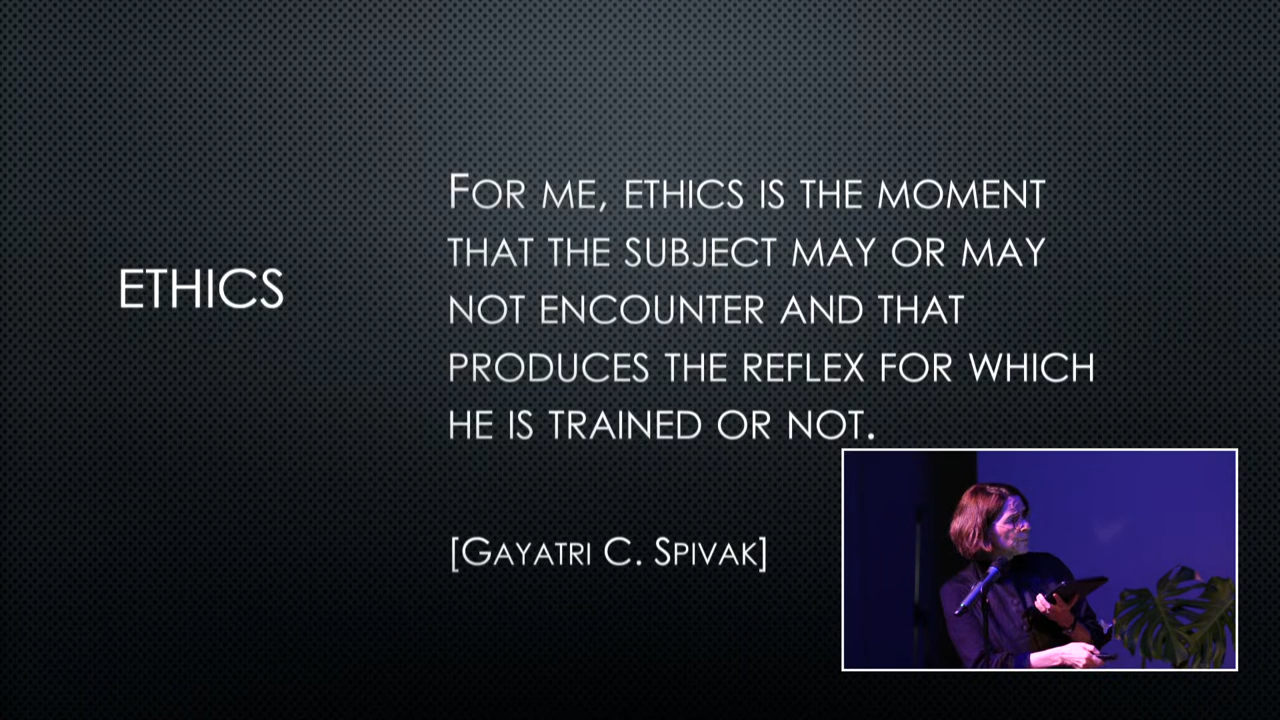 ETHICS
FOR ME, ETHICS IS THE MOMENT
THAT THE SUBJECT MAY OR MAY
NOT ENCOUNTER AND THAT
PRODUCES THE REFLEX FOR WHICH
HE IS TRAINED OR NOT.
[GAYATRI C. SPIVAK]